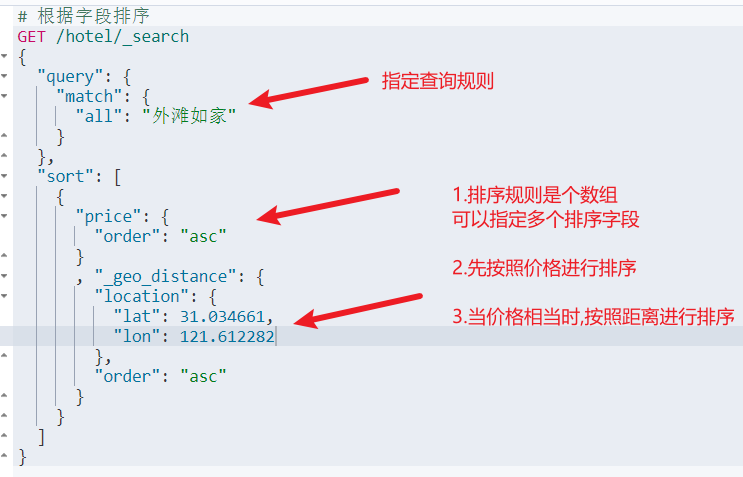 # 根据字段排序
GET /hotel/_search
{
  "query": {
    "match": {
      "all": "外滩如家"
    }
  },
  "sort": [
    {
      "price": {
        "order": "asc"
      }
      , "_geo_distance": {
        "location": {
          "lat": 31.034661,
          "lon": 121.612282
        },
        "order": "asc"
      }
    }
  ]
}
指定查询规则
1.排序规则是个数组
可以指定多个排序字段
2.先按照价格进行排序
3.当价格相当时,按照距离进行排序